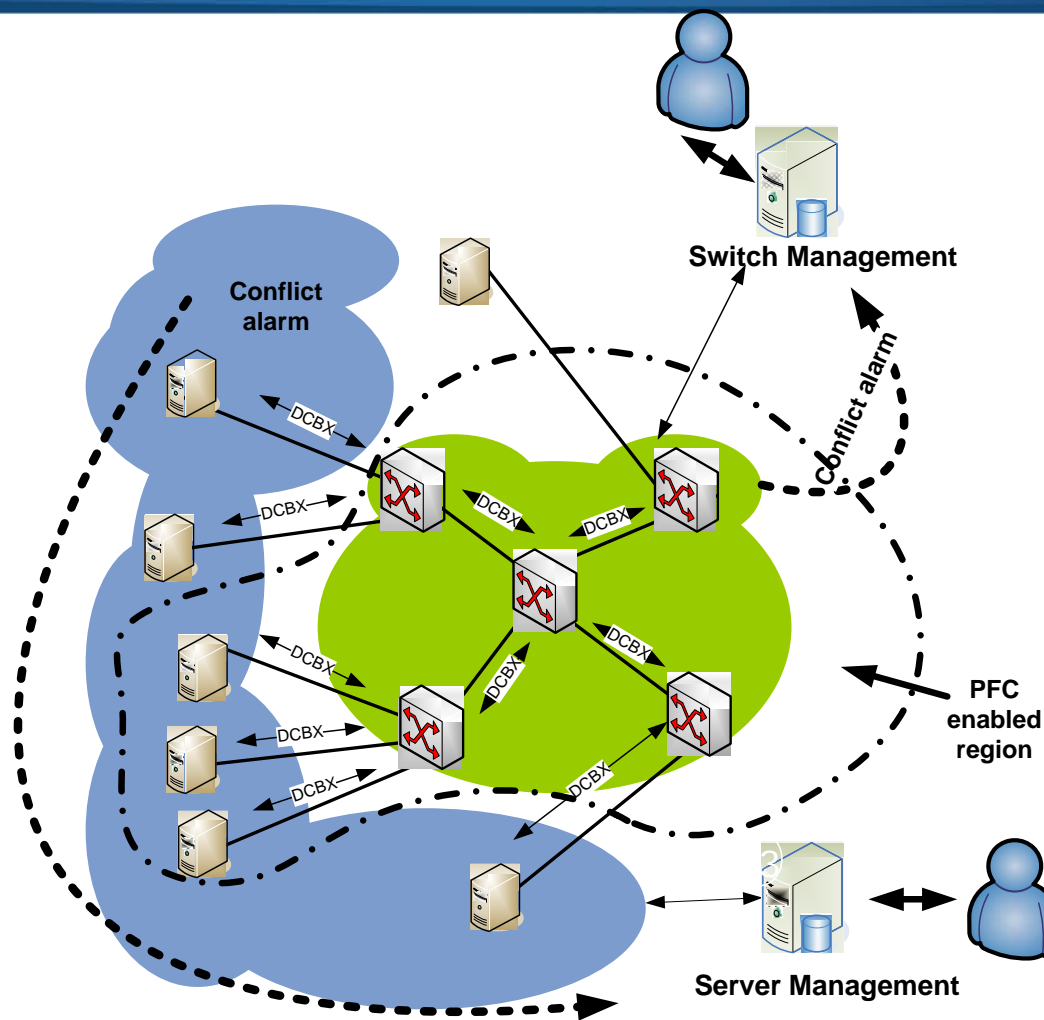 Switch Management
Conflict
alarm
Conflict alarm
DCBX
DCBX
DCBX
DCBX
DCBX
DCBX
DCBX
DCBX
DCBX
DCBX
PFC
enabled
region
3)
Server Management